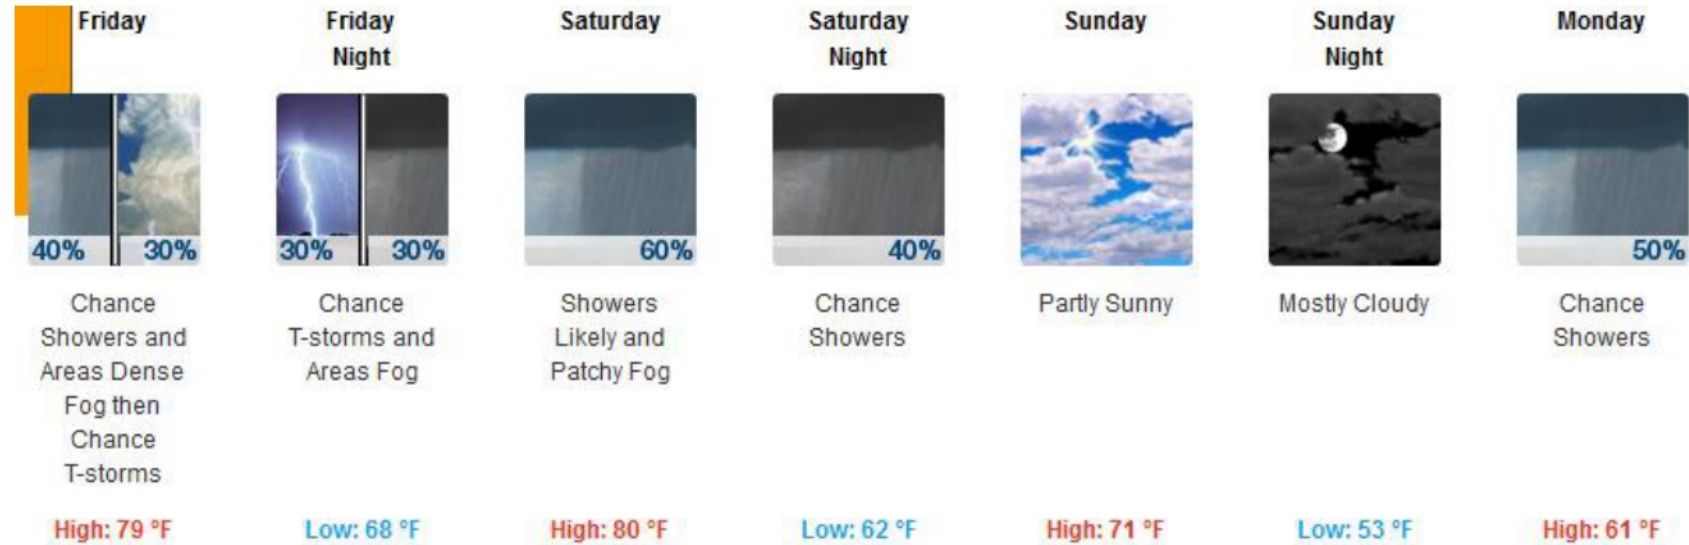 Friday
Friday
Night
Saturday
Saturday
Night
Sunday
Sunday
Night
Monday
40% 30%
30% 30%
60%
40%
50%
Chance
Showers and
Areas Dense
Fog then
Chance
T-storms
Chance
T-storms and
Areas Fog
Showers
Likely and
Patchy Fog
Chance
Showers
Partly Sunny
Mostly Cloudy
Chance
Showers
High: 79 °F
Low: 68 °F
High: 80 °F
Low: 62 °F
High: 71 °F
Low: 53 °F
High: 61 °F